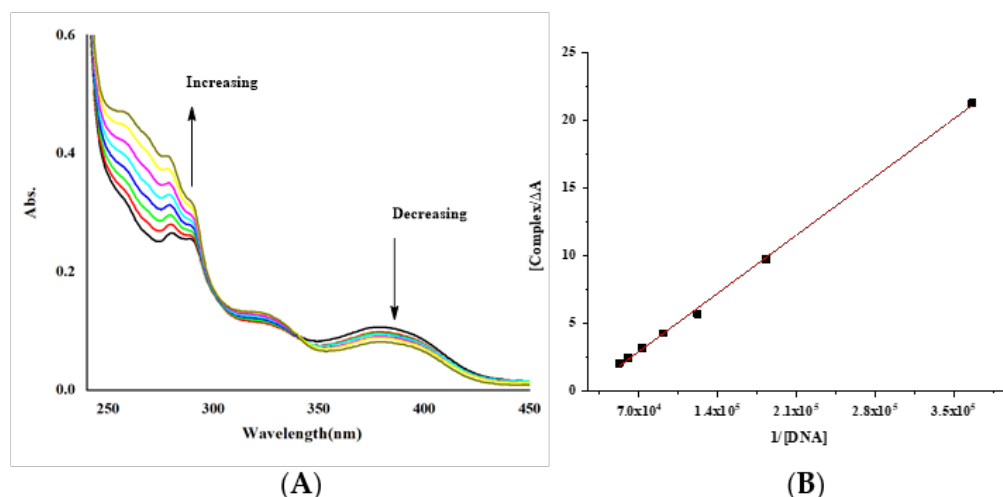 0.6
0.4
0.2
0.0
Abs.
Increasing
Decreasing
250 300 350 400 450
Wavelength(nm)
(A)
25
20
15
10
5
0
[Complex/ΔA
7.0x10⁴ 1.4x10⁵ 2.1x10⁵ 2.8x10⁵ 3.5x10⁵
1/[DNA]
(B)